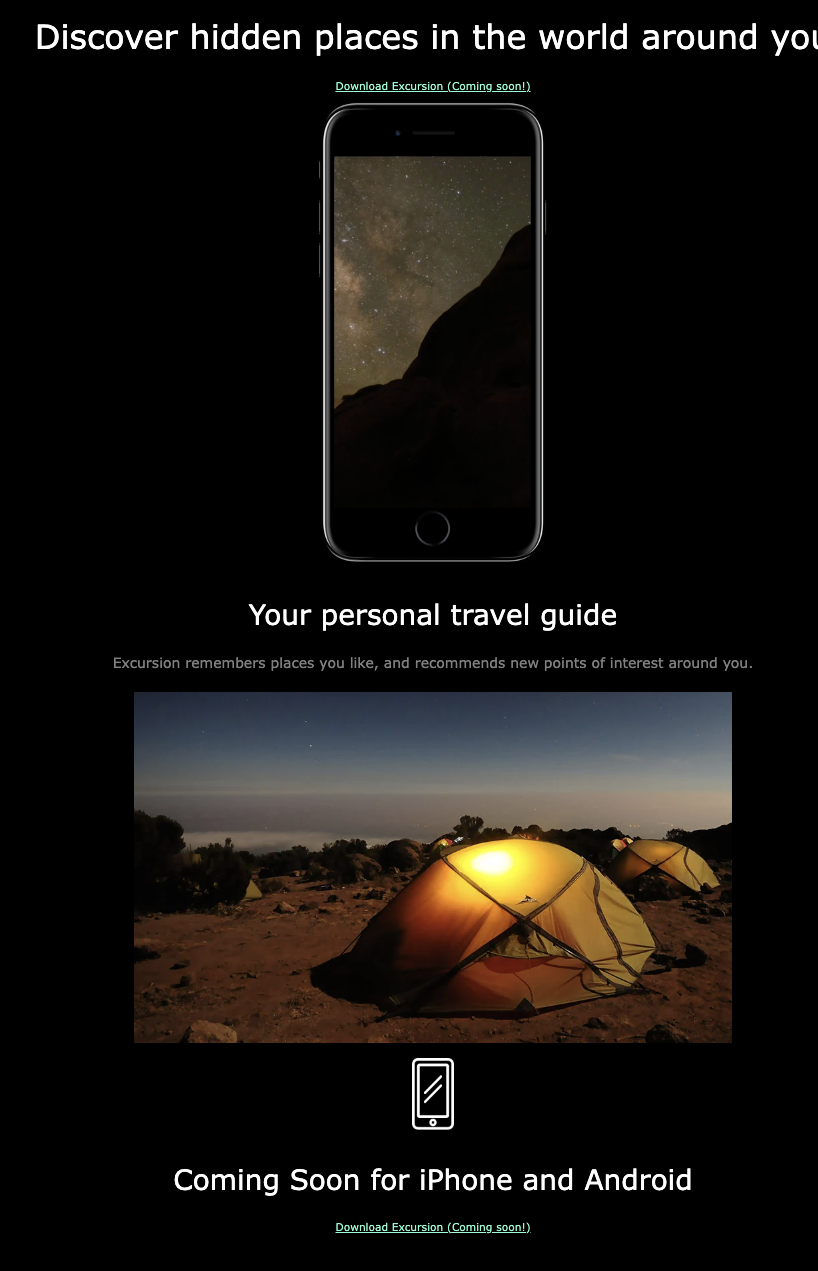 Discover hidden places in the world around you
Download Excursion (Coming soon!)
Your personal travel guide
Excursion remembers places you like, and recommends new points of interest around you.
Coming Soon for iPhone and Android
Download Excursion (Coming soon!)